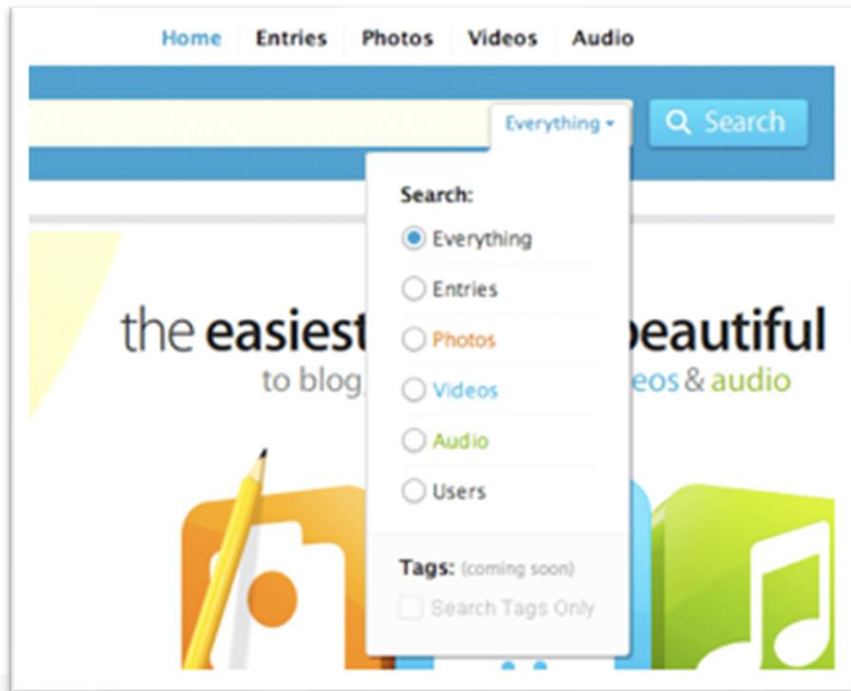 Home Entries Photos Videos Audio
Everything
Search
Search:
Everything
Entries
Photos
Videos
Audio
Users
the easiest
eautiful
to blog,
eos & audio
Tags: (coming soon)
Search Tags Only